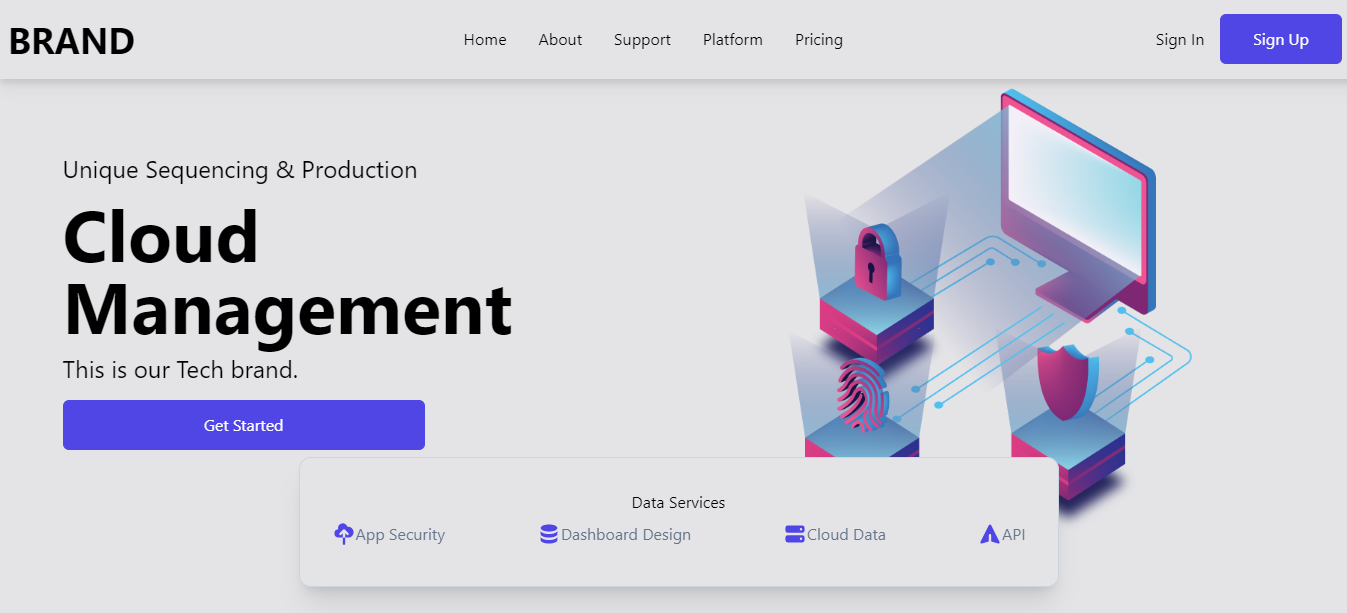 BRAND
Home About Support Platform Pricing
Sign In Sign Up
Unique Sequencing & Production
Cloud
Management
This is our Tech brand.
Get Started
Data Services
App Security Dashboard Design Cloud Data API